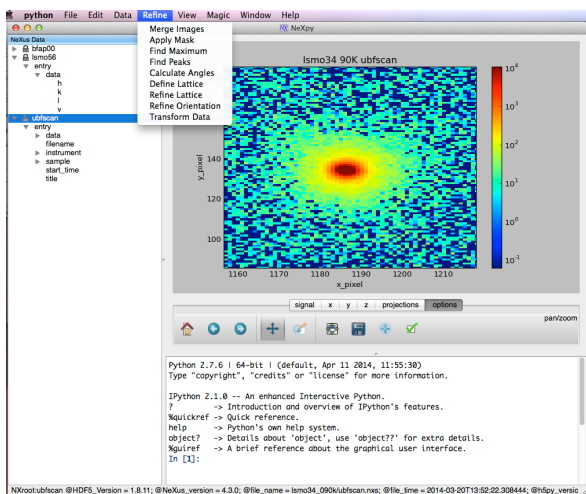 python File Edit Data Refine View Magic Window Help
NeXpy
NeXus Data
bfap00
lsmo56
entry
data
h
k
l
v
ubfscan
entry
data
filename
instrument
sample
start_time
title
Merge Images
Apply Mask
Find Maximum
Find Peaks
Calculate Angles
Define Lattice
Refine Lattice
Refine Orientation
Transform Data
lsmo34 90K ubfscan
y_pixel
140
120
100
1160 1170 1180 1190 1200 1210
x_pixel
10^4
10^3
10^2
10^1
10^0
10^-1
signal x y z projections options
pan/zoom
Python 2.7.6 | 64-bit | (default, Apr 11 2014, 11:55:30)
Type "copyright", "credits" or "license" for more information.
IPython 2.1.0 -- An enhanced Interactive Python.
? -> Introduction and overview of IPython's features.
%quickref -> Quick reference.
help -> Python's own help system.
object? -> Details about 'object', use 'object??' for extra details.
%guiref -> A brief reference about the graphical user interface.
In [1]:
NXroot:ubfscan @HDF5_Version = 1.8.11; @NeXus_version = 4.3.0; @file_name = lsmo34_090k/ubfscan.nxs; @file_time = 2014-03-20T13:52:22.308444; @h5py_versic